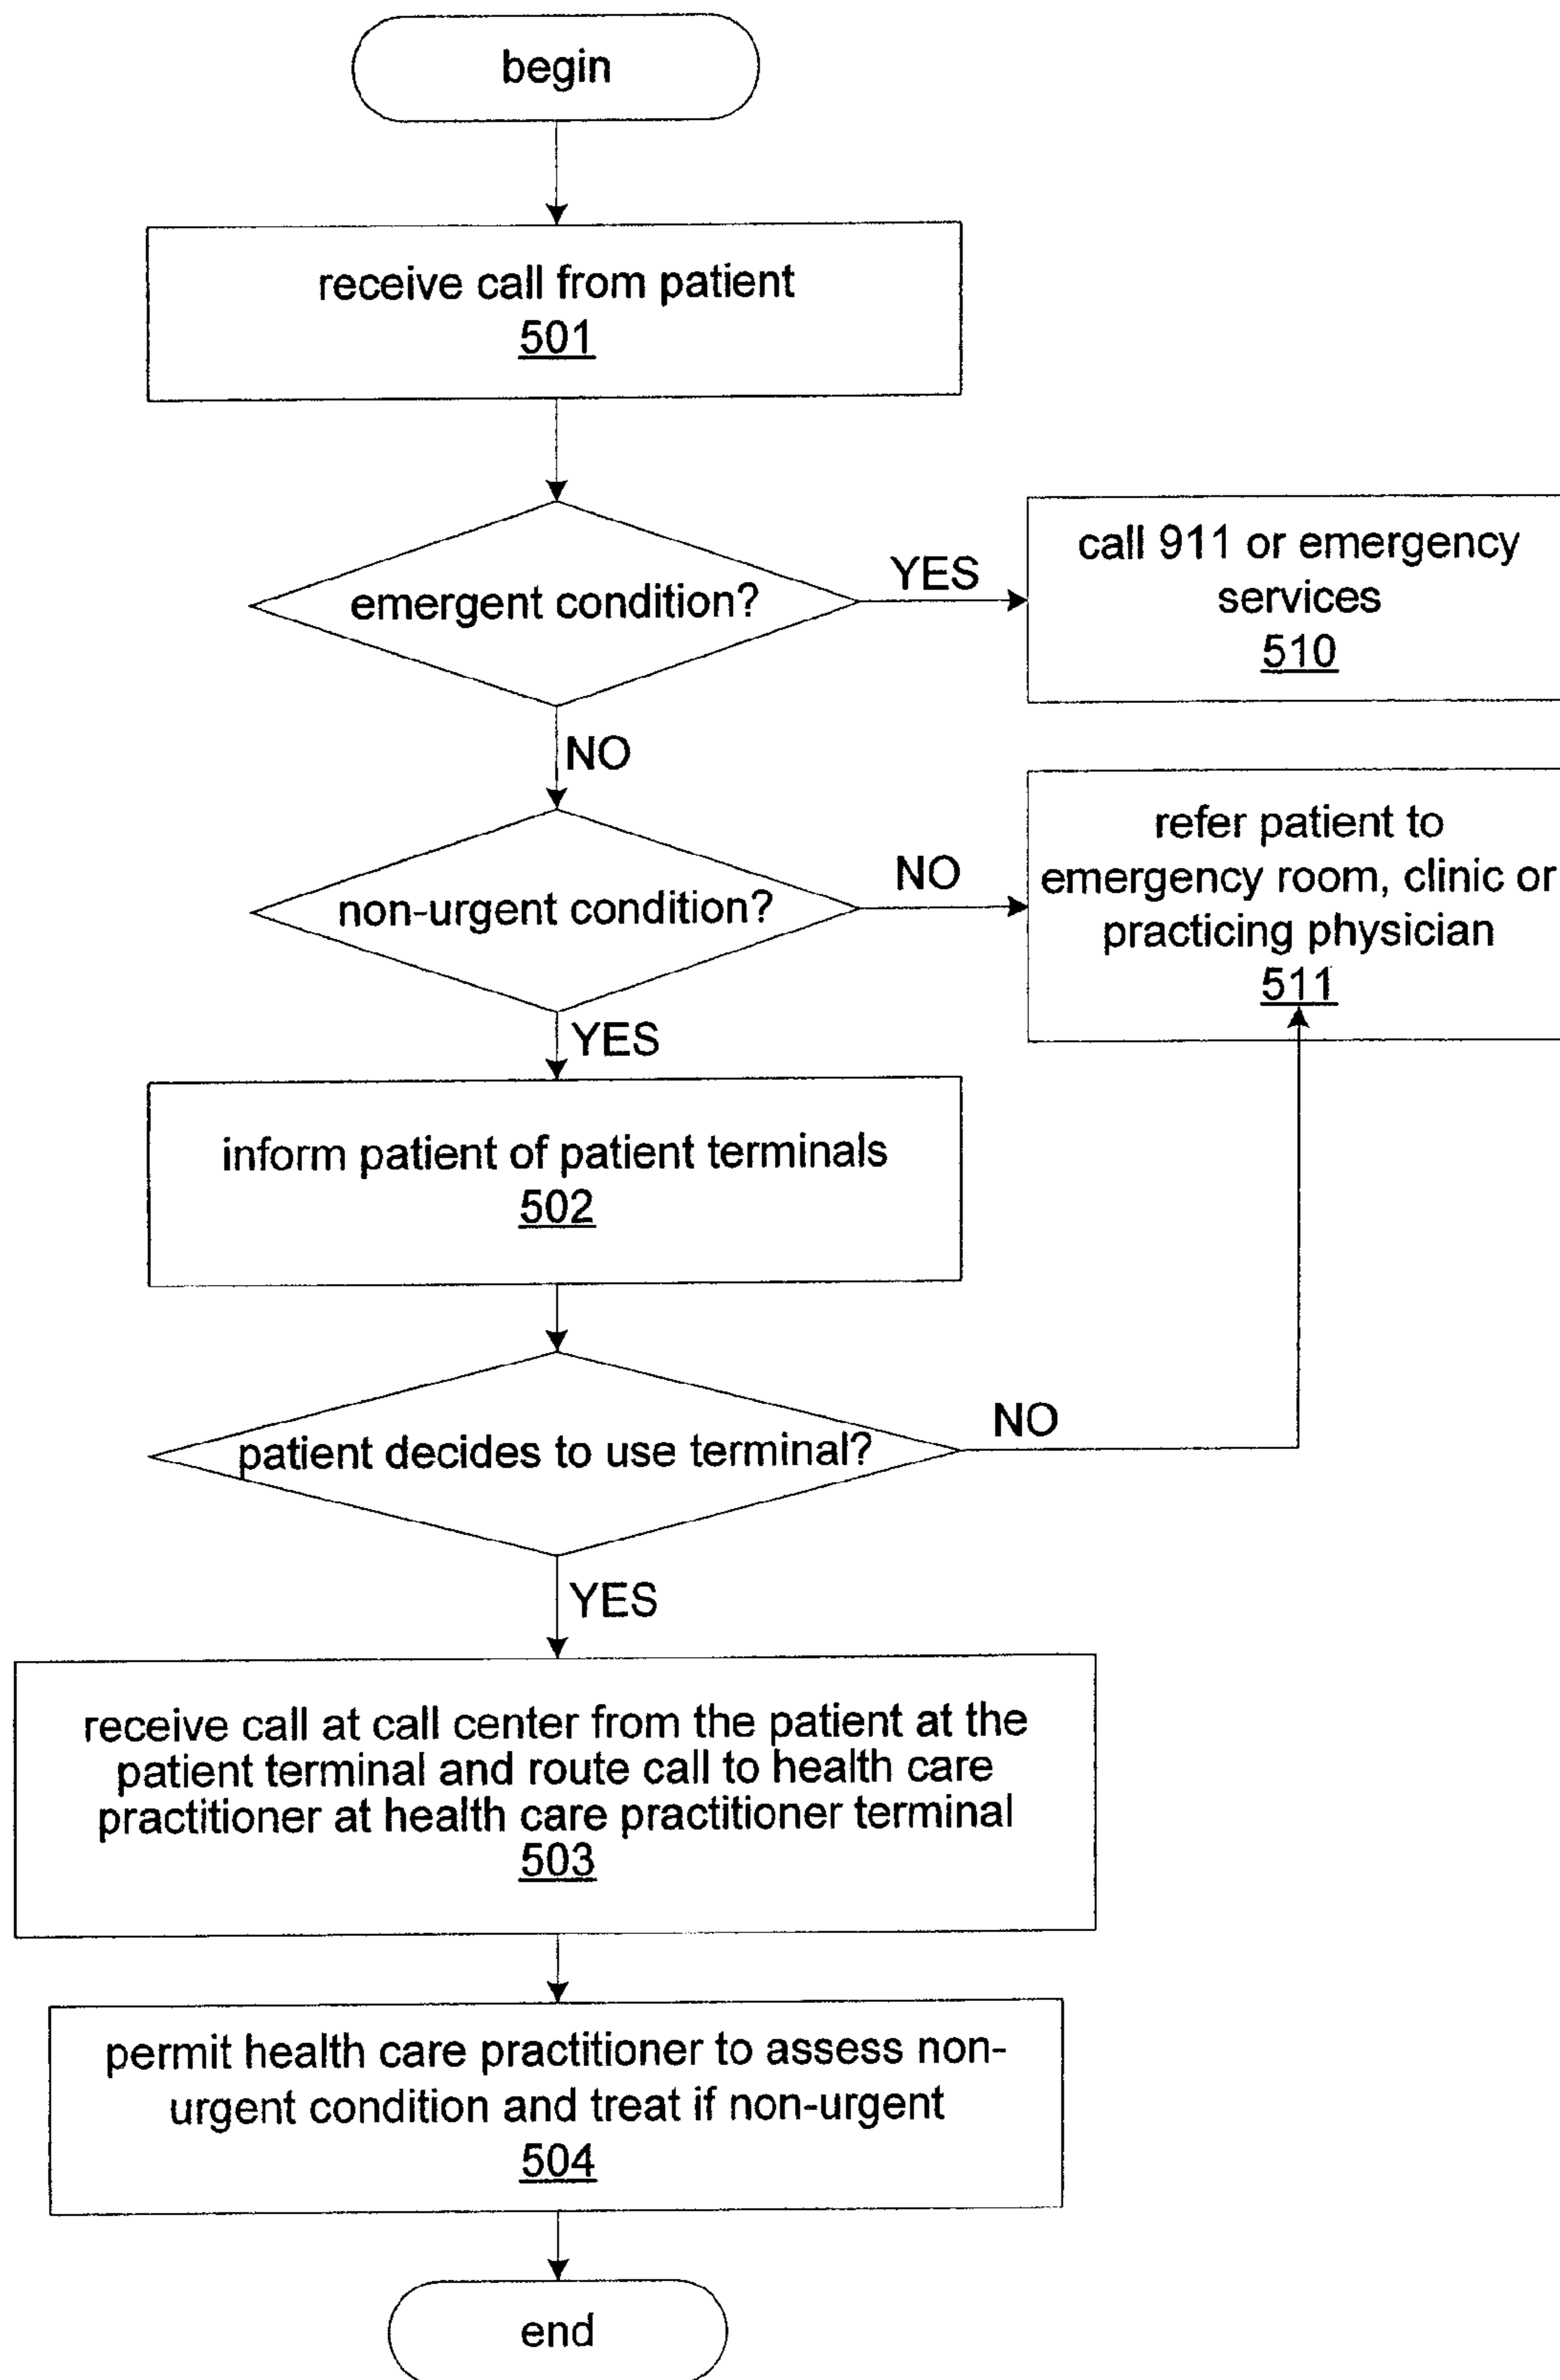 begin
receive call from patient
501
emergent condition?
YES
call 911 or emergency
services
510
NO
non-urgent condition?
NO
refer patient to
emergency room, clinic or
practicing physician
511
YES
inform patient of patient terminals
502
patient decides to use terminal?
NO
YES
receive call at call center from the patient at the
patient terminal and route call to health care
practitioner at health care practitioner terminal
503
permit health care practitioner to assess non-
urgent condition and treat if non-urgent
504
end